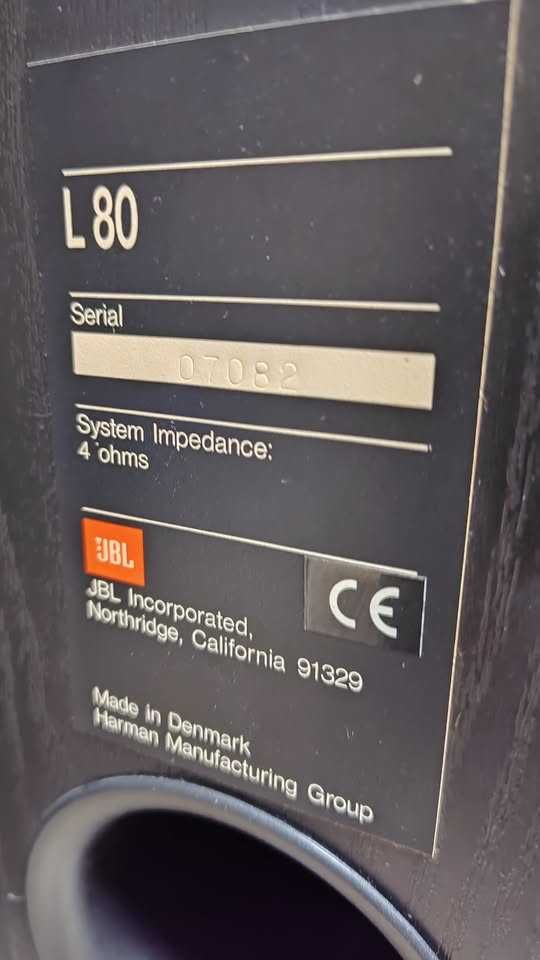 L 80
Serial
07082
System Impedance:
4 ohms
JBL
CE
JBL Incorporated,
Northridge, California 91329
Made in Denmark
Harman Manufacturing Group